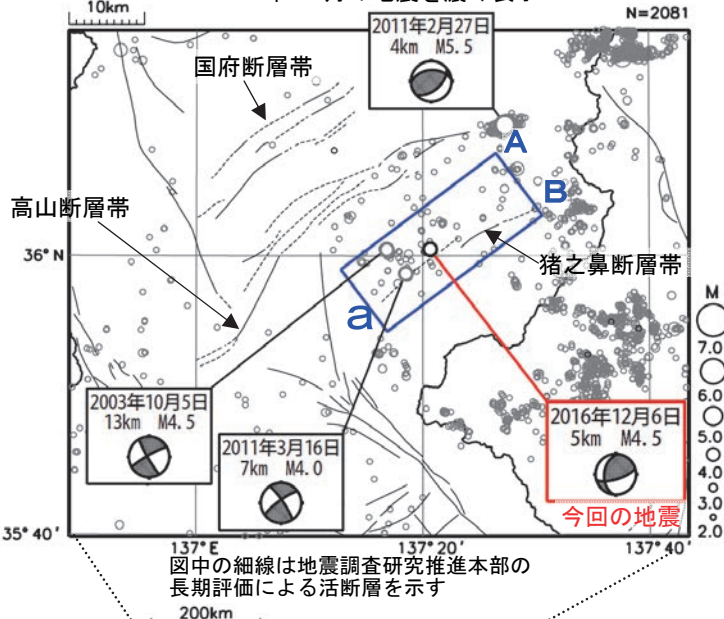 10km
N=2081
2011年2月27日
4km M5.5
国府断層帯
A
B
高山断層帯
36°N
猪之鼻断層帯
a
M
7.0
6.0
5.0
4.0
3.0
2.0
2003年10月5日
13km M4.5
2011年3月16日
7km M4.0
2016年12月6日
5km M4.5
今回の地震
35°40'
137°E
137°20'
137°40'
図中の細線は地震調査研究推進本部の
長期評価による活断層を示す
200km